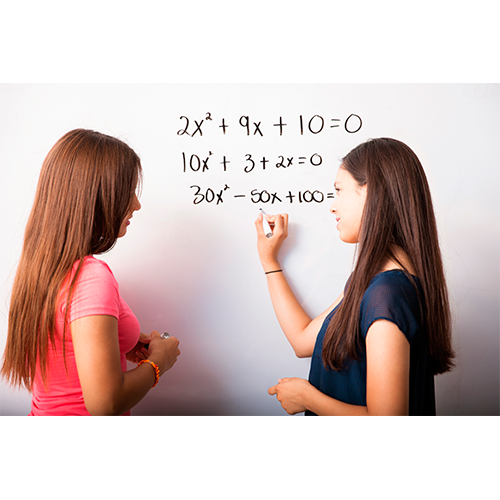 2x² + 9x + 10 = 0
10x² + 3 + 2x = 0
30x² - 50x + 100 =